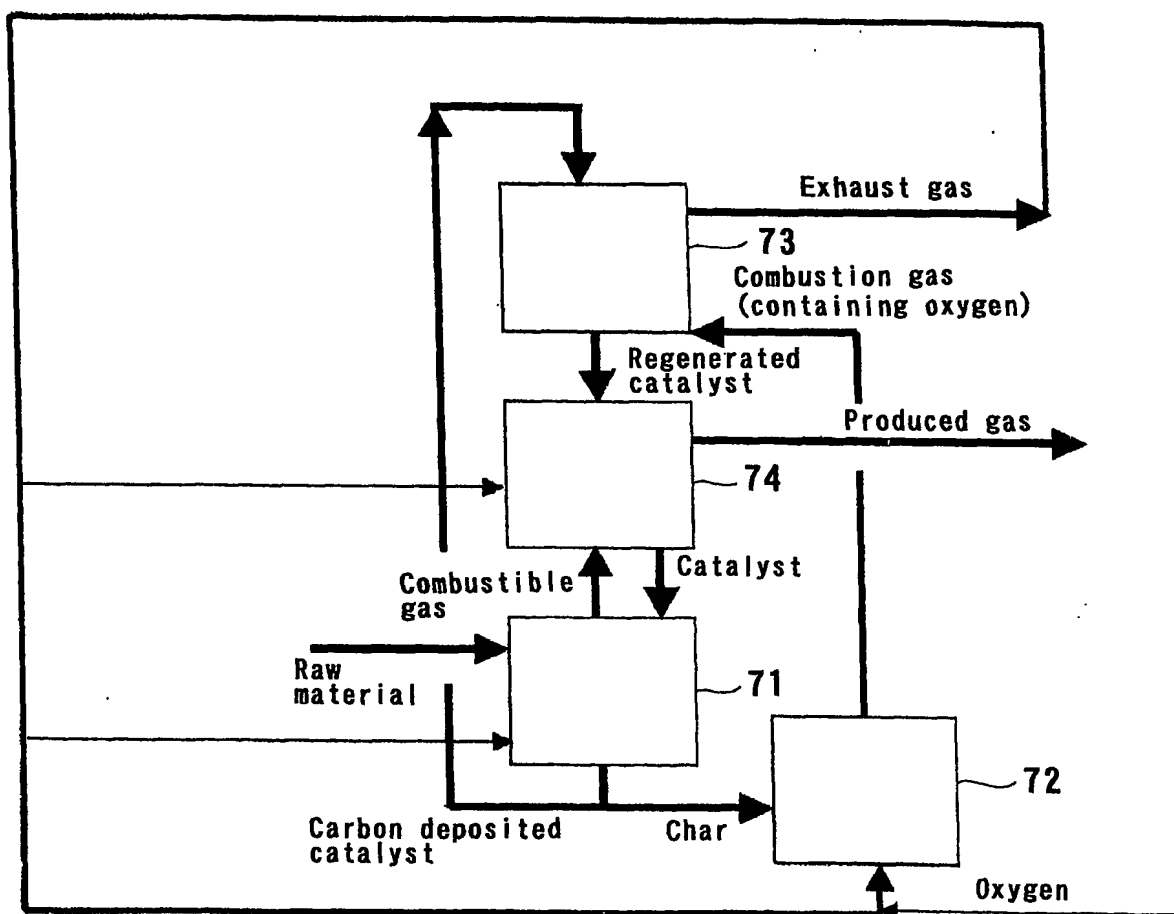 Exhaust gas
73
Combustion gas
(containing oxygen)
Regenerated
catalyst
Produced gas
74
Catalyst
Combustible
gas
Raw
material
71
72
Carbon deposited
catalyst
Char
Oxygen